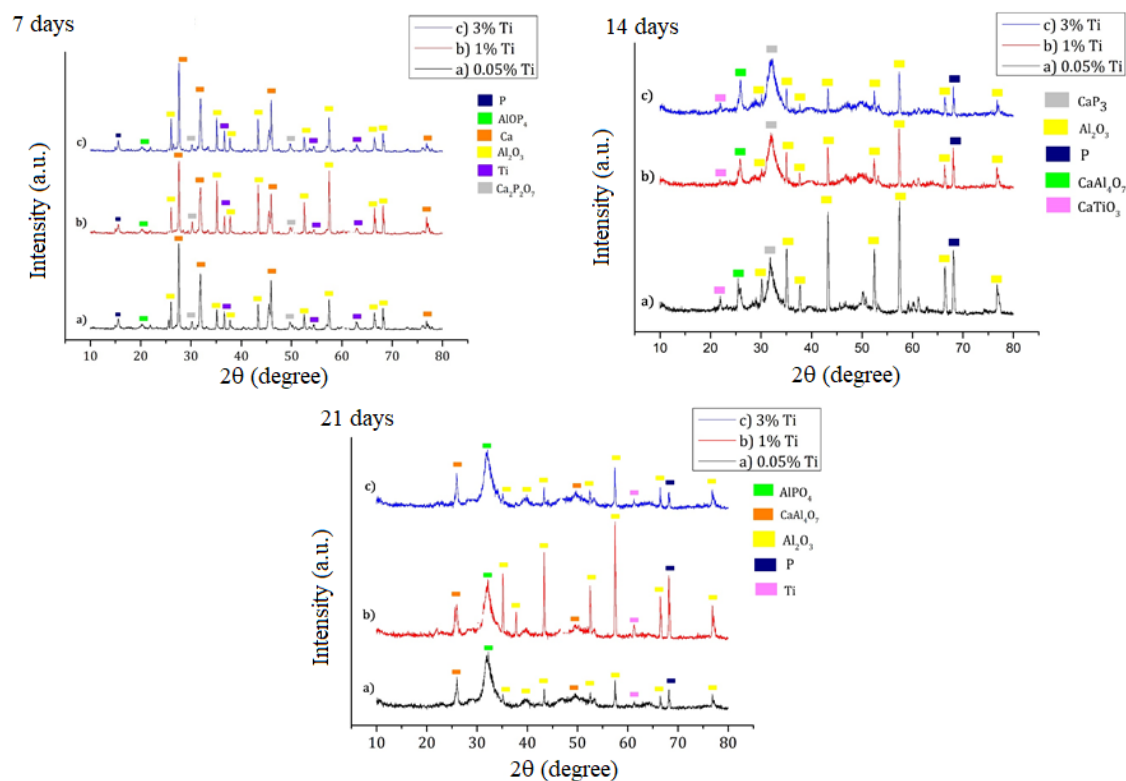 7 days
c) 3% Ti
b) 1% Ti
a) 0.05% Ti
P
AlOP₄
Ca
Al₂O₃
Ti
Ca₂P₂O₇
c)
b)
a)
Intensity (a.u.)
10 20 30 40 50 60 70 80
2θ (degree)
14 days
c) 3% Ti
b) 1% Ti
a) 0.05% Ti
CaP₃
Al₂O₃
P
CaAl₄O₇
CaTiO₃
c)
b)
a)
Intensity (a.u.)
10 20 30 40 50 60 70 80
2θ (degree)
21 days
c) 3% Ti
b) 1% Ti
a) 0.05% Ti
AlPO₄
CaAl₄O₇
Al₂O₃
P
Ti
c)
b)
a)
Intensity (a.u.)
10 20 30 40 50 60 70 80
2θ (degree)